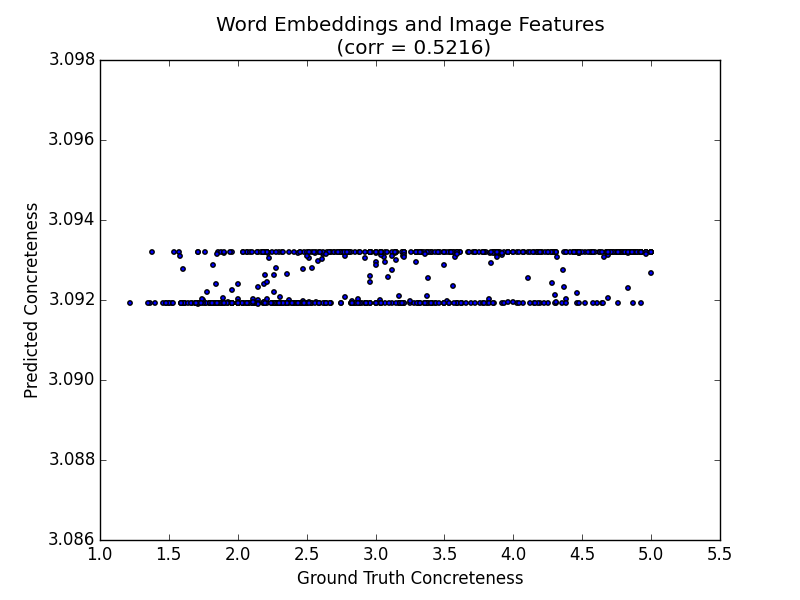 Word Embeddings and Image Features
(corr = 0.5216)
3.098
3.096
3.094
3.092
3.090
3.088
3.086
Predicted Concreteness
1.0 1.5 2.0 2.5 3.0 3.5 4.0 4.5 5.0 5.5
Ground Truth Concreteness